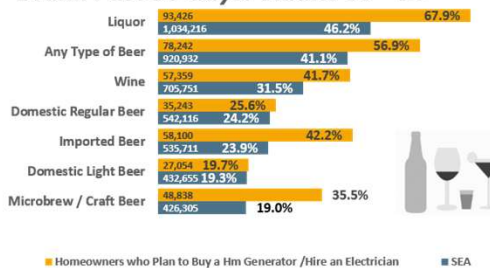 Liquor 93,426 67.9%
1,034,216 46.2%
Any Type of Beer 78,242 56.9%
920,932 41.1%
Wine 57,359 41.7%
705,751 31.5%
Domestic Regular Beer 35,243 25.6%
542,116 24.2%
Imported Beer 58,100 42.2%
535,711 23.9%
Domestic Light Beer 27,054 19.7%
432,655 19.3%
Microbrew / Craft Beer 48,838 35.5%
426,305 19.0%
Homeowners who Plan to Buy a Hm Generator /Hire an Electrician SEA